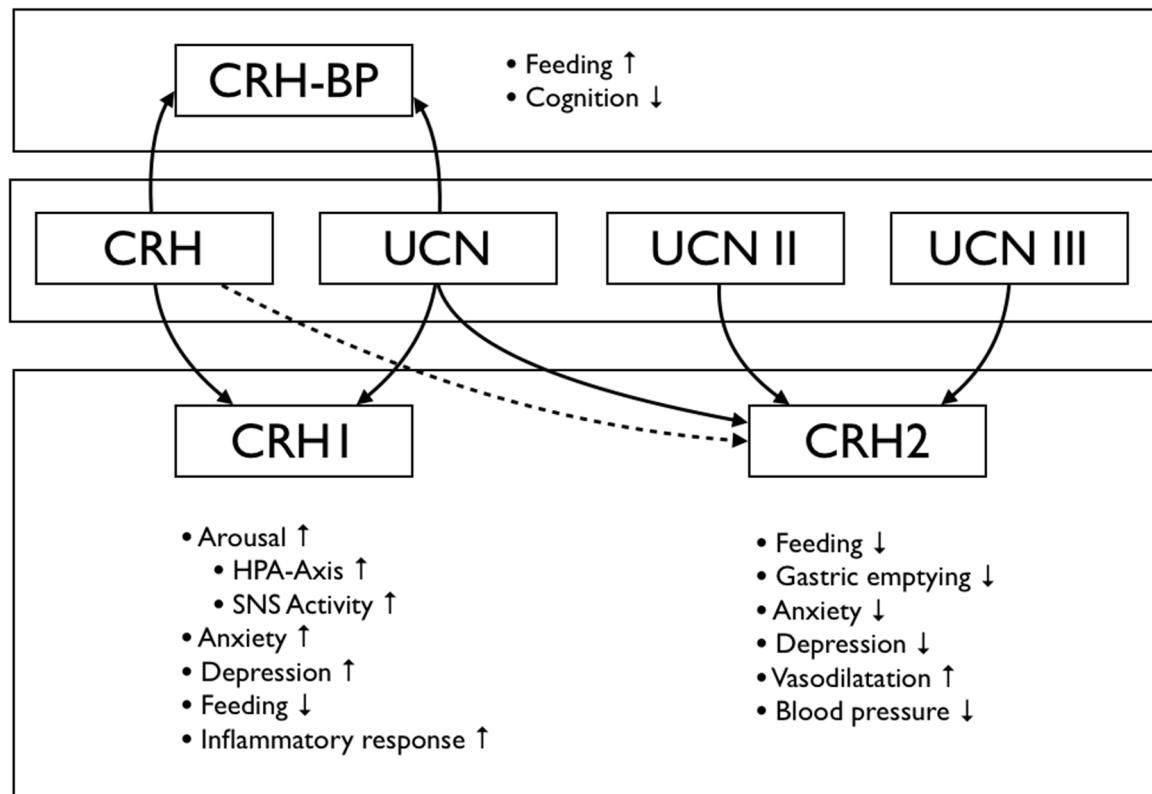 CRH-BP
• Feeding ↑
• Cognition ↓
CRH
UCN
UCN II
UCN III
CRH1
CRH2
• Arousal ↑
• HPA-Axis ↑
• SNS Activity ↑
• Anxiety ↑
• Depression ↑
• Feeding ↓
• Inflammatory response ↑
• Feeding ↓
• Gastric emptying ↓
• Anxiety ↓
• Depression ↓
• Vasodilatation ↑
• Blood pressure ↓